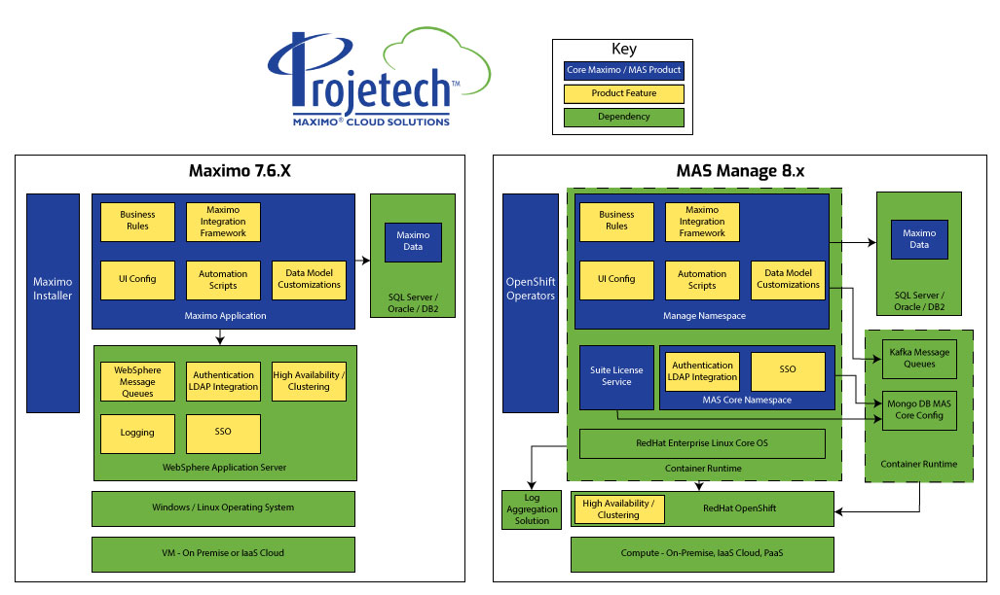 Projetech™
MAXIMO® CLOUD SOLUTIONS
Key
Core Maximo / MAS Product
Product Feature
Dependency
Maximo 7.6.X
Maximo
Installer
Business
Rules
Maximo
Integration
Framework
UI Config
Automation
Scripts
Data Model
Customizations
Maximo Application
Maximo
Data
SQL Server /
Oracle / DB2
WebSphere
Message
Queues
Authentication
LDAP Integration
High Availability /
Clustering
Logging
SSO
WebSphere Application Server
Windows / Linux Operating System
VM - On Premise or IaaS Cloud
MAS Manage 8.x
OpenShift
Operators
Business
Rules
Maximo
Integration
Framework
UI Config
Automation
Scripts
Data Model
Customizations
Manage Namespace
Maximo
Data
SQL Server /
Oracle / DB2
Suite License
Service
Authentication
LDAP Integration
SSO
MAS Core Namespace
Kafka Message
Queues
Mongo DB MAS
Core Config
Container Runtime
RedHat Enterprise Linux Core OS
Container Runtime
Log
Aggregation
Solution
High Availability /
Clustering
RedHat OpenShift
Compute - On-Premise, IaaS Cloud, PaaS